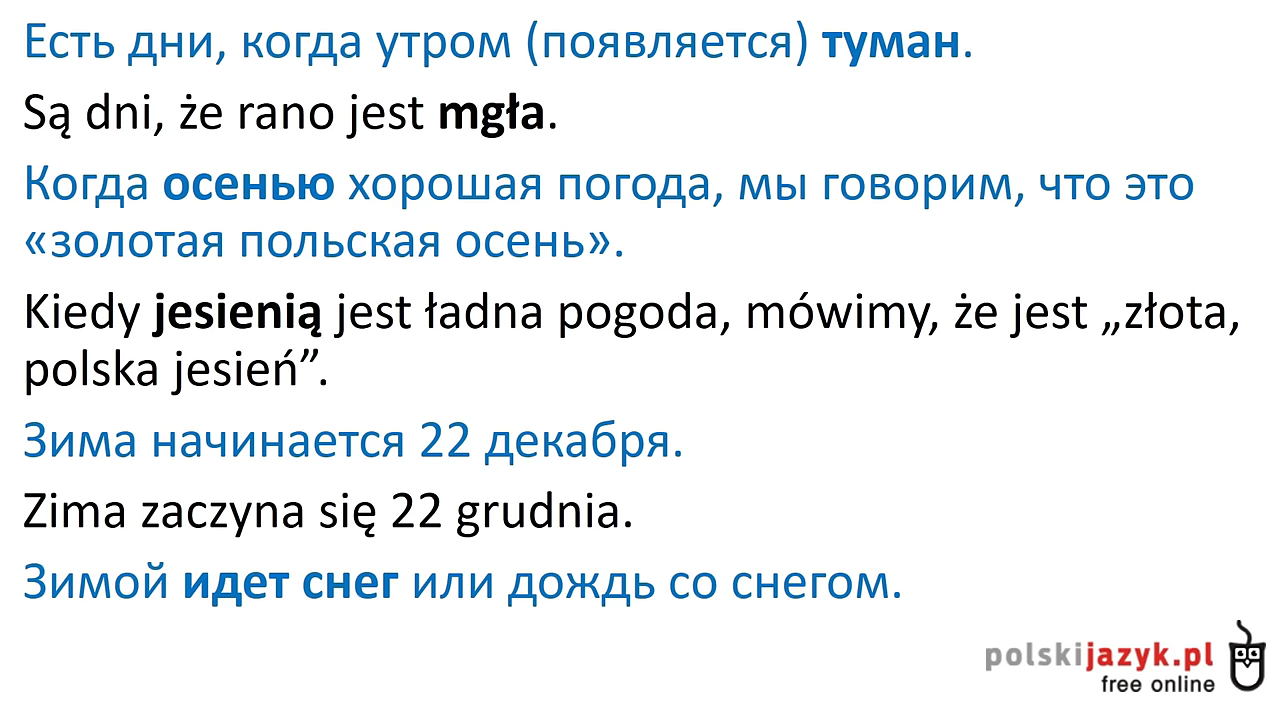 Есть дни, когда утром (появляется) туман.
Są dni, że rano jest mgła.
Когда осенью хорошая погода, мы говорим, что это
«золотая польская осень».
Kiedy jesienią jest ładna pogoda, mówimy, że jest „złota,
polska jesień”.
Зима начинается 22 декабря.
Zima zaczyna się 22 grudnia.
Зимой идет снег или дождь со снегом.
polskijazyk.pl
free online